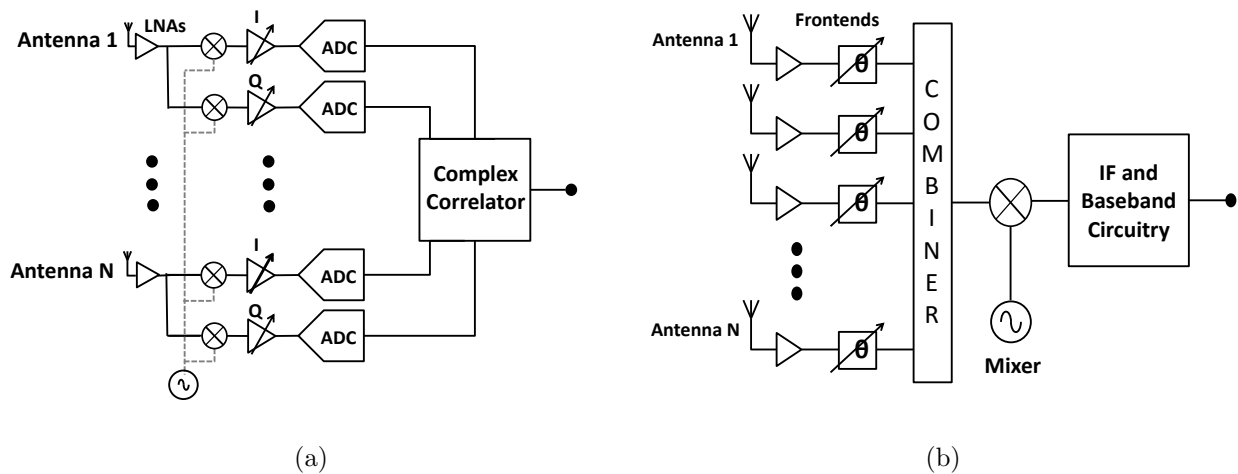 Antenna 1
LNAs
I
ADC
Q
ADC
Complex
Correlator
Antenna N
I
ADC
Q
ADC
(a)
Antenna 1
Frontends
θ
θ
θ
Antenna N
θ
COMBINER
Mixer
IF and
Baseband
Circuitry
(b)